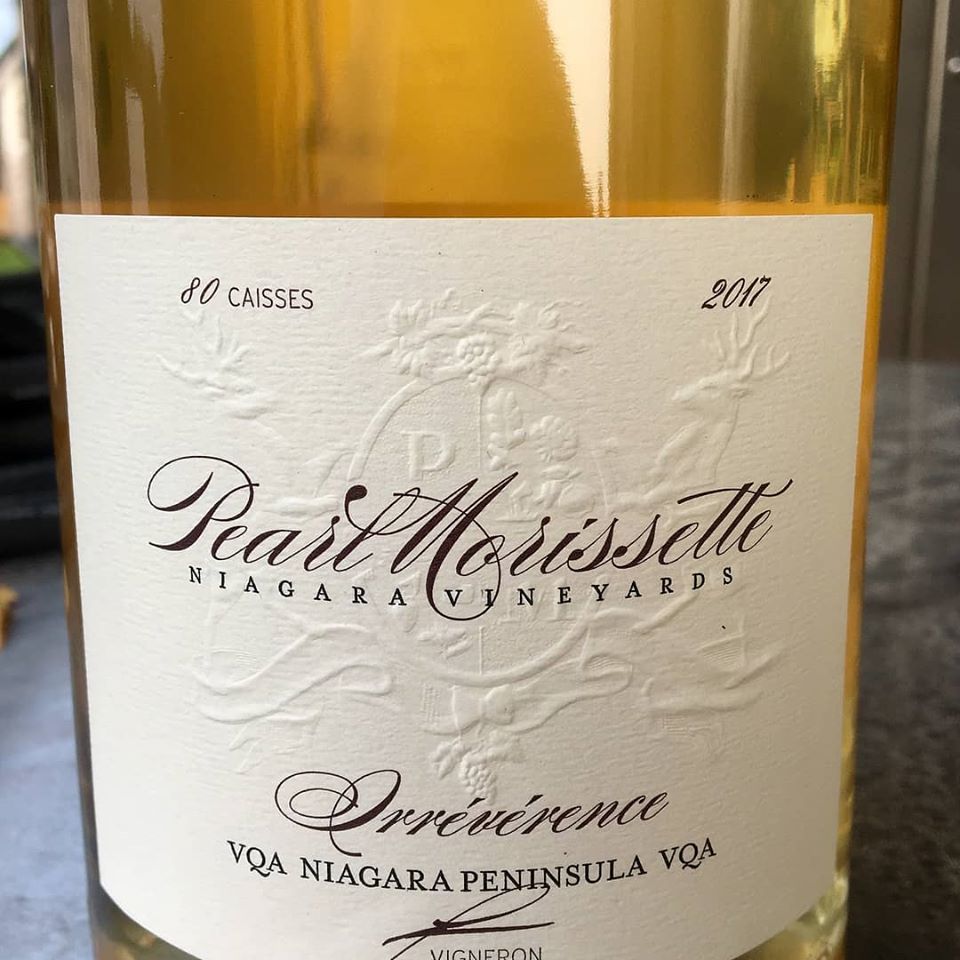 80 CAISSES 2017
Pearl Morissette
NIAGARA VINEYARDS
Irrévérence
VQA NIAGARA PENINSULA VQA
VIGNERON